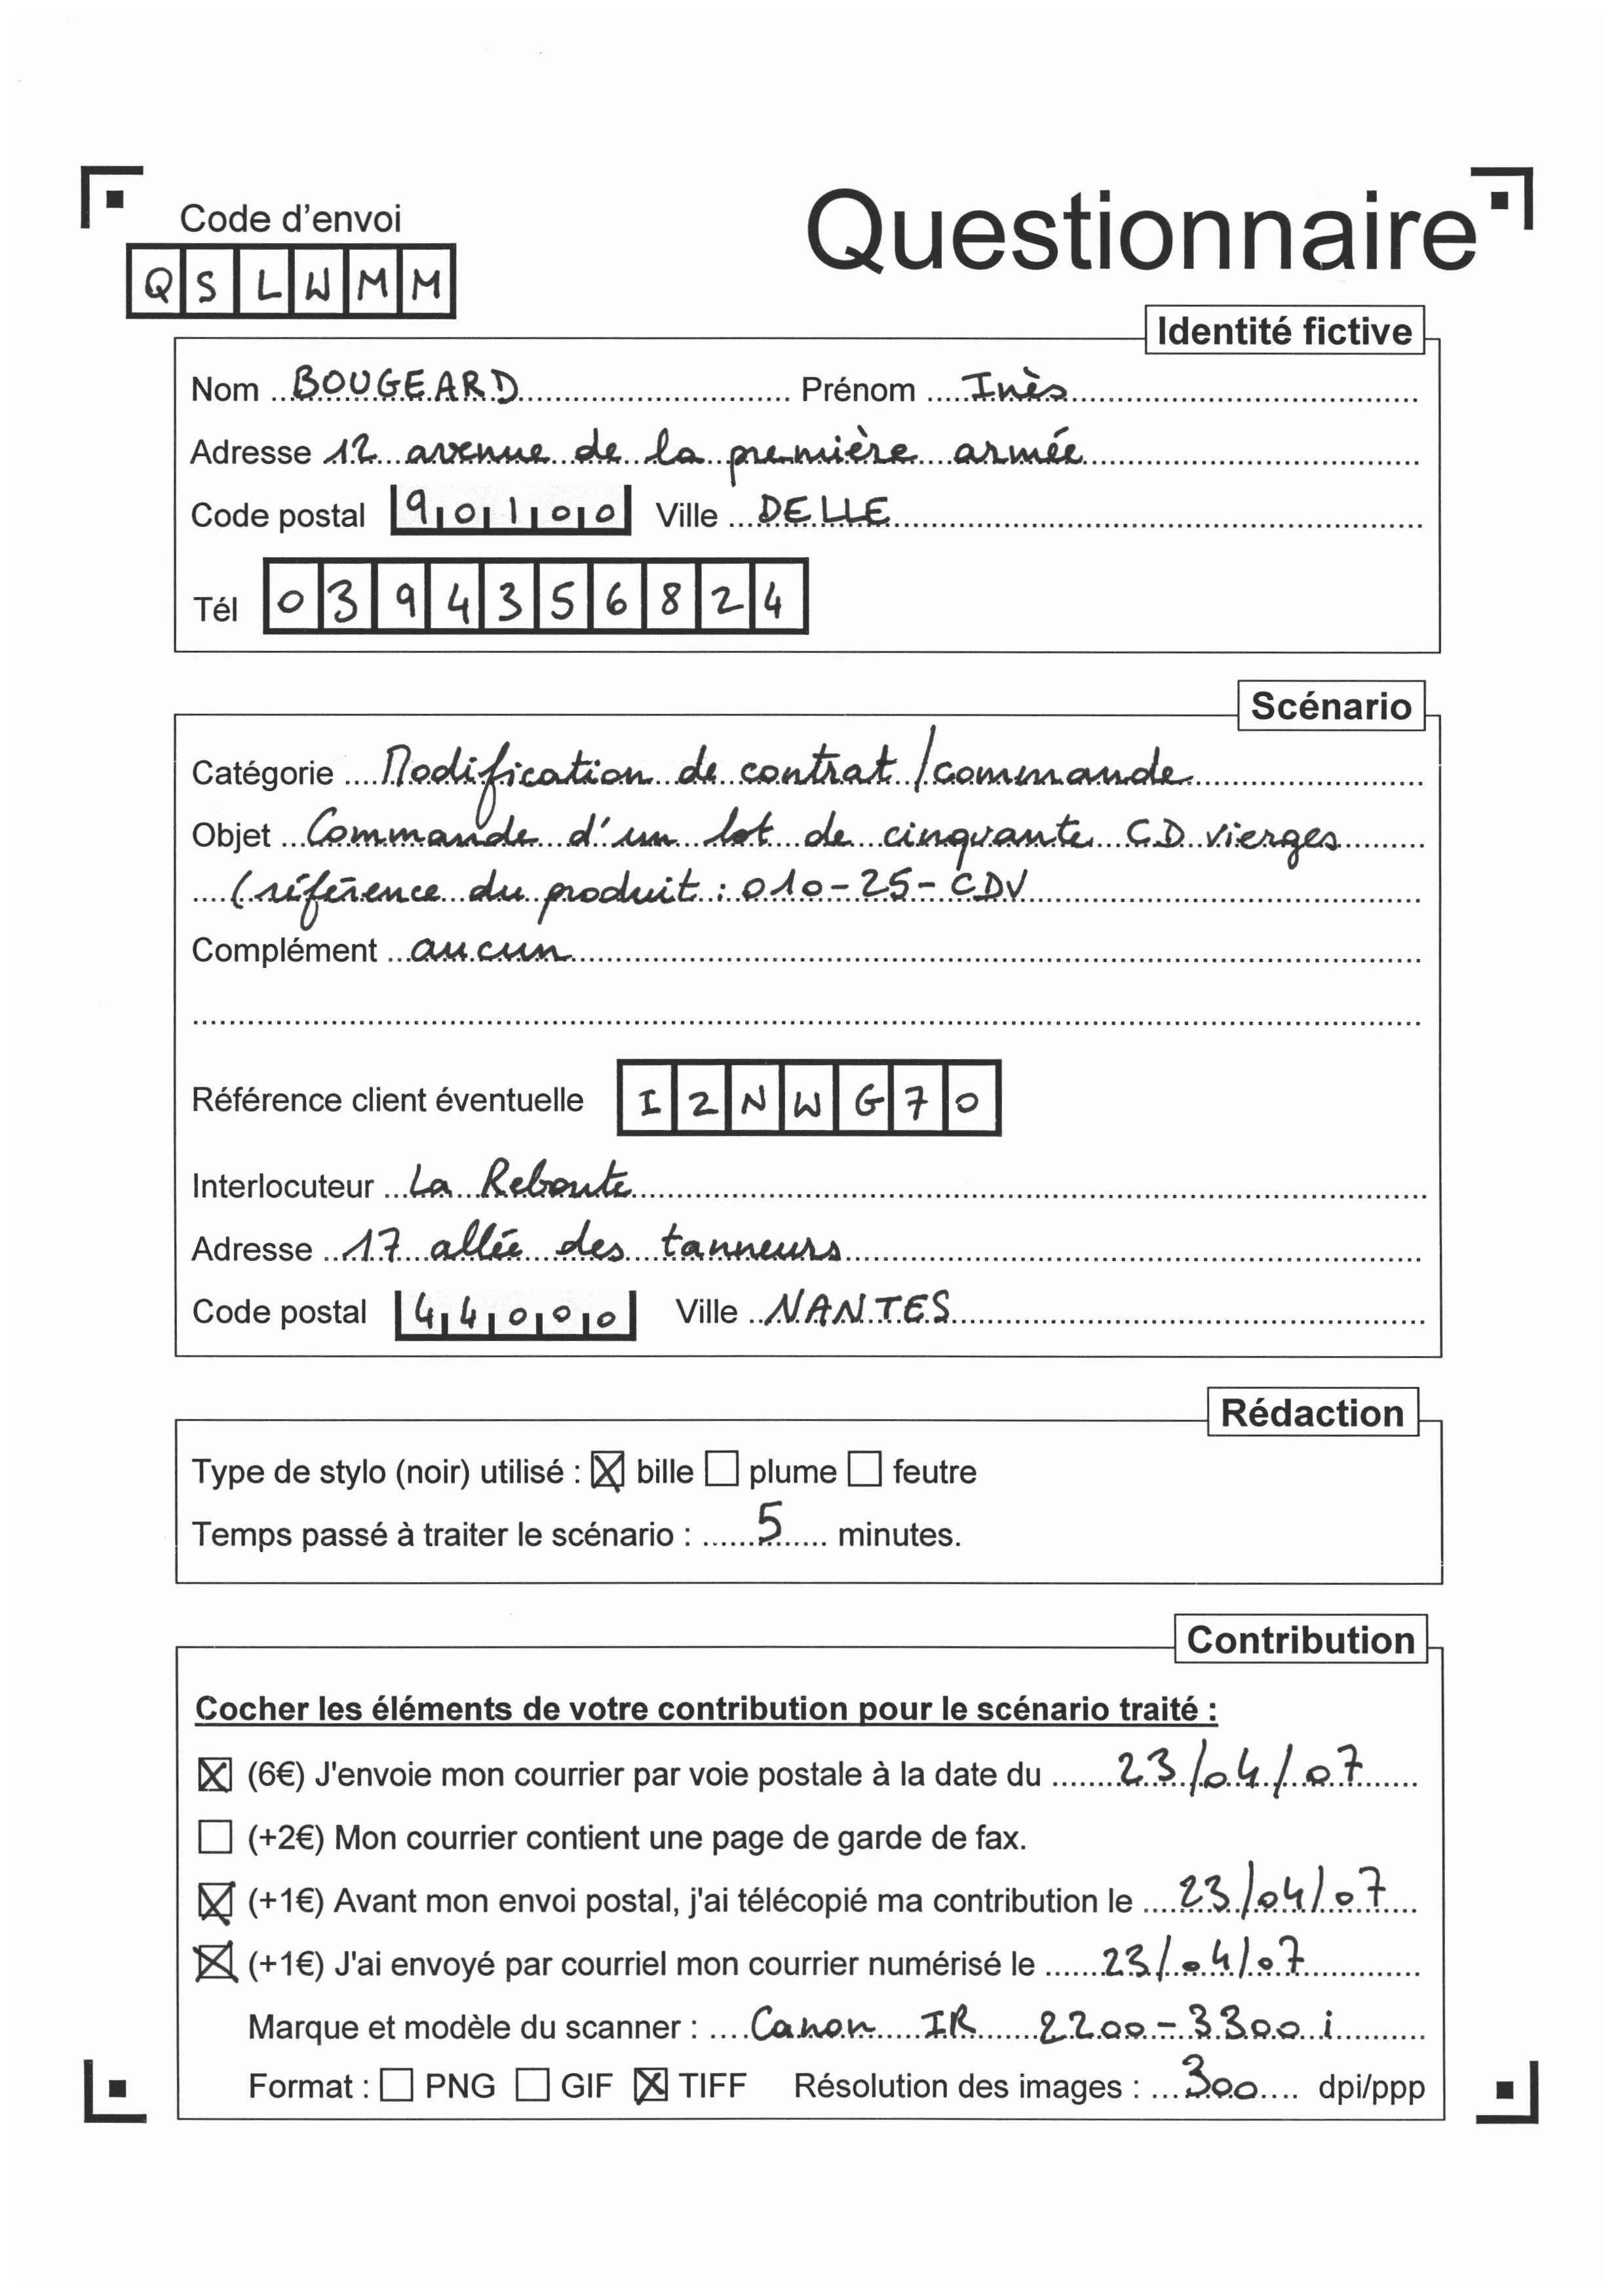 Code d'envoi
Questionnaire
QSLWMM
Identité fictive
Nom BOUGEARD Prénom Inès
Adresse 12 avenue de la première armée
Code postal 90100 Ville DELLE
Tél 0394356824
Scénario
Catégorie Modification de contrat / commande
Objet Commande d'un lot de cinquante CD vierges
(référence du produit : 010-25-CDV
Complément aucun
Référence client éventuelle I2NWG70
Interlocuteur La Reboute
Adresse 17 allée des tanneurs
Code postal 44000 Ville NANTES
Rédaction
Type de stylo (noir) utilisé : ☒ bille ☐ plume ☐ feutre
Temps passé à traiter le scénario : 5 minutes.
Contribution
Cocher les éléments de votre contribution pour le scénario traité :
☒ (6€) J'envoie mon courrier par voie postale à la date du 23/04/07
☐ (+2€) Mon courrier contient une page de garde de fax.
☒ (+1€) Avant mon envoi postal, j'ai télécopié ma contribution le 23/04/07
☒ (+1€) J'ai envoyé par courriel mon courrier numérisé le 23/04/07
Marque et modèle du scanner : Canon IR 2200-3300 i
Format : ☐ PNG ☐ GIF ☒ TIFF Résolution des images : 300 dpi/ppp